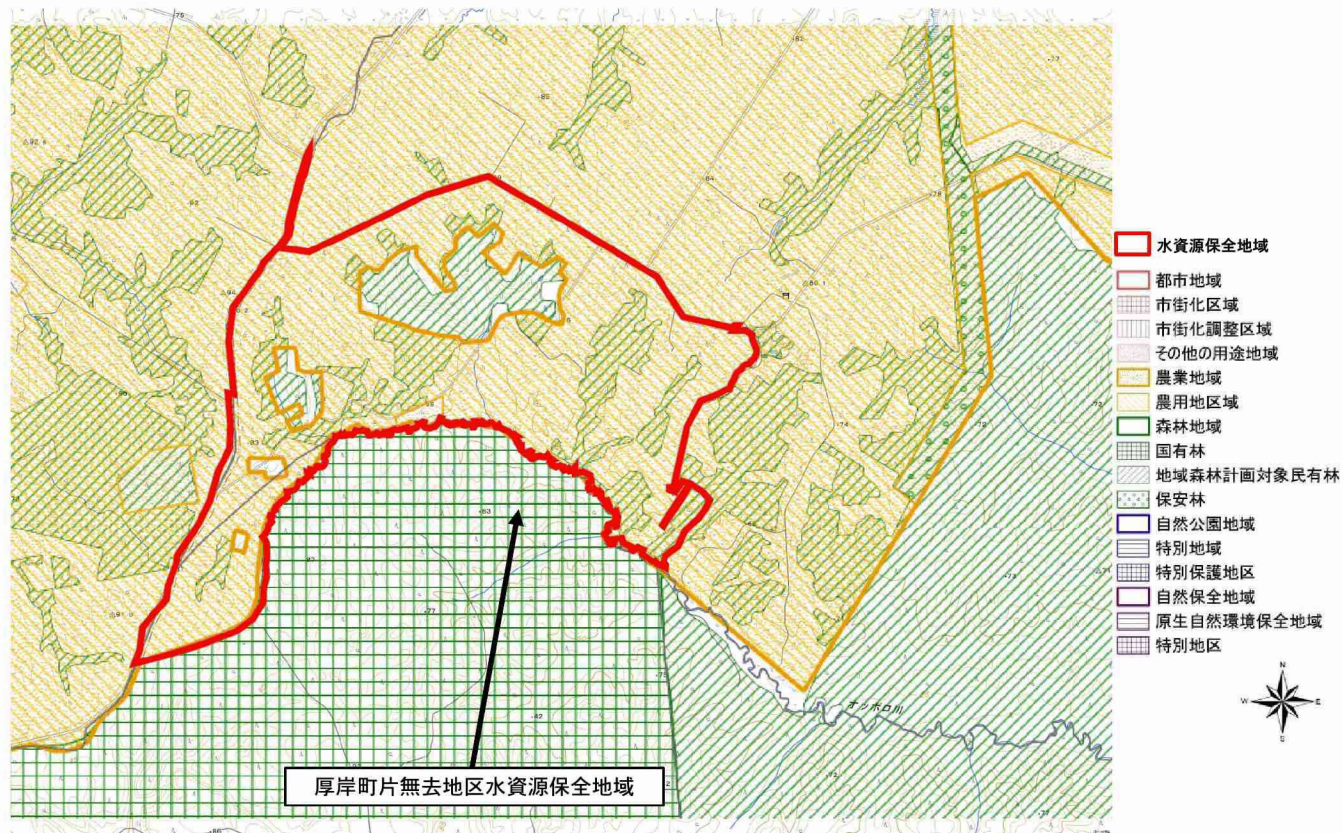 水資源保全地域
都市地域
市街化区域
市街化調整区域
その他の用途地域
農業地域
農用地区域
森林地域
国有林
地域森林計画対象民有林
保安林
自然公園地域
特別地域
特別保護地区
自然保全地域
原生自然環境保全地域
特別地区
N
W
E
S
オッポロ川
厚岸町片無去地区水資源保全地域